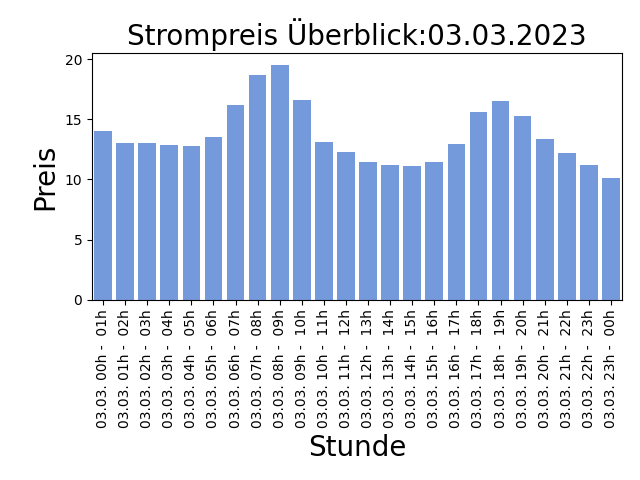 Strompreis Überblick:03.03.2023
Preis
20
15
10
5
0
03.03. 00h - 01h
03.03. 01h - 02h
03.03. 02h - 03h
03.03. 03h - 04h
03.03. 04h - 05h
03.03. 05h - 06h
03.03. 06h - 07h
03.03. 07h - 08h
03.03. 08h - 09h
03.03. 09h - 10h
03.03. 10h - 11h
03.03. 11h - 12h
03.03. 12h - 13h
03.03. 13h - 14h
03.03. 14h - 15h
03.03. 15h - 16h
03.03. 16h - 17h
03.03. 17h - 18h
03.03. 18h - 19h
03.03. 19h - 20h
03.03. 20h - 21h
03.03. 21h - 22h
03.03. 22h - 23h
03.03. 23h - 00h
Stunde